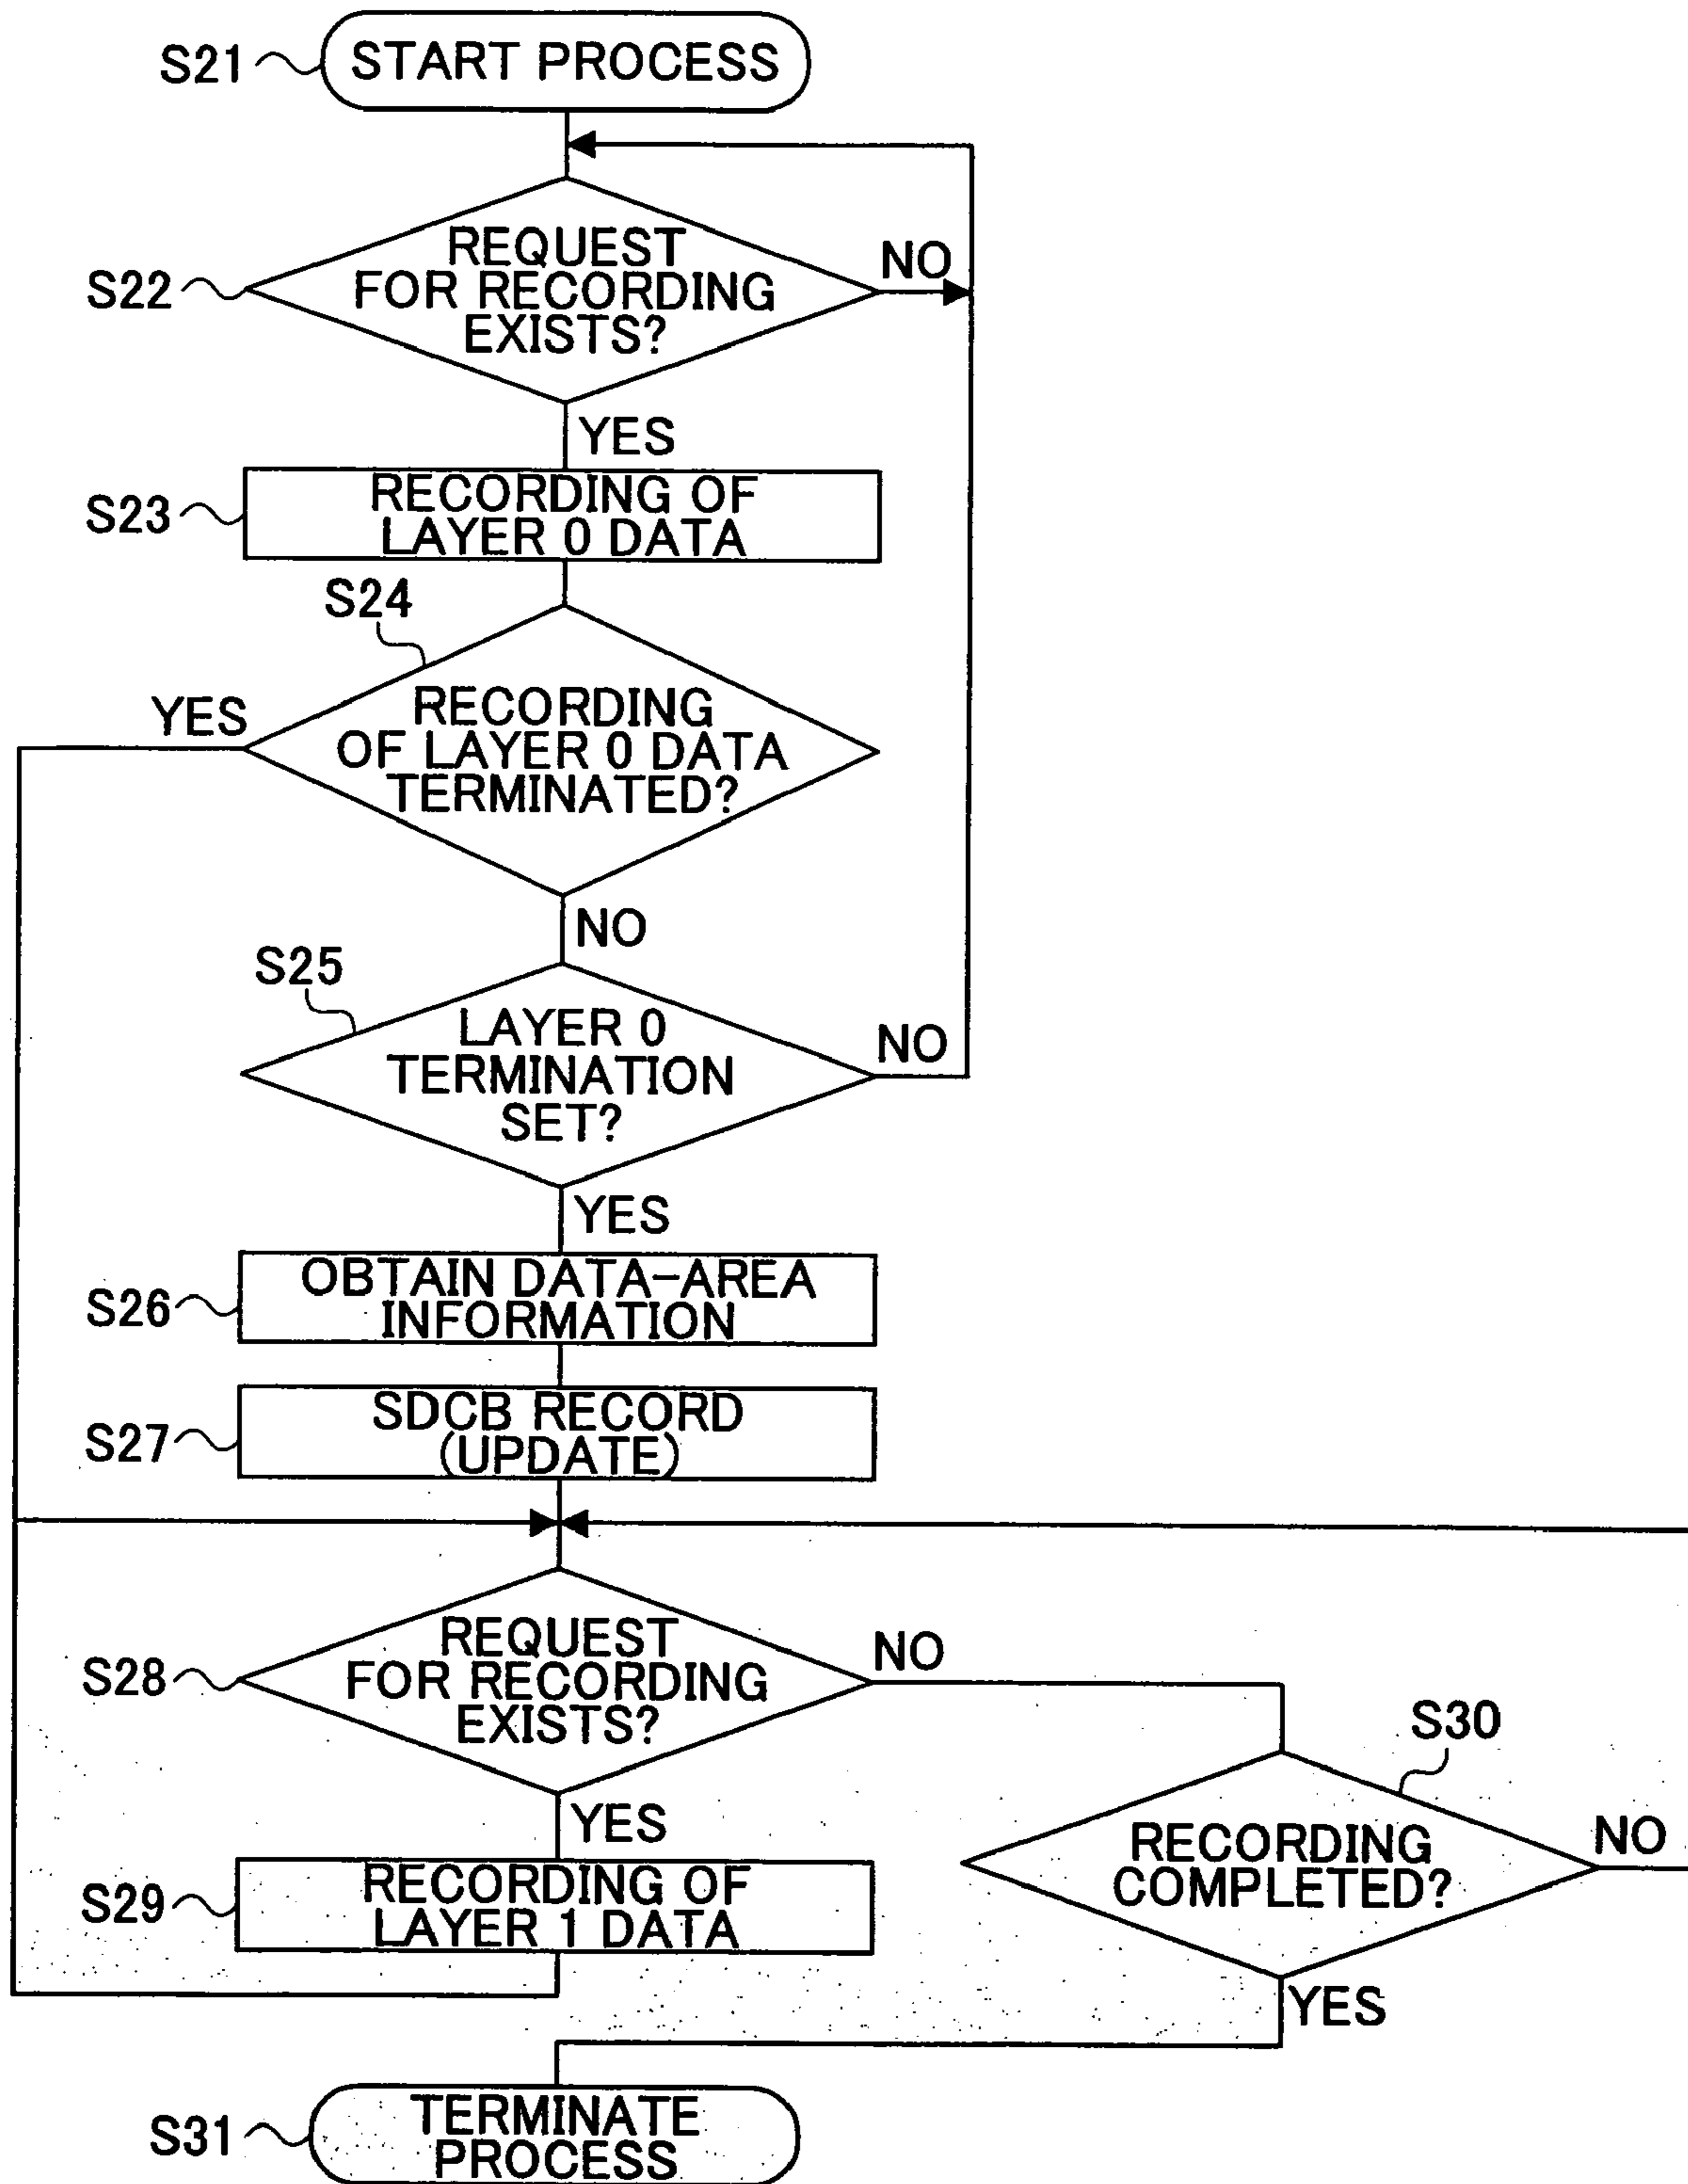 S21
START PROCESS
S22
REQUEST
FOR RECORDING
EXISTS?
NO
YES
S23
RECORDING OF
LAYER 0 DATA
S24
YES
RECORDING
OF LAYER 0 DATA
TERMINATED?
NO
S25
LAYER 0
TERMINATION
SET?
NO
YES
S26
OBTAIN DATA-AREA
INFORMATION
S27
SDCB RECORD
(UPDATE)
S28
REQUEST
FOR RECORDING
EXISTS?
NO
YES
S29
RECORDING OF
LAYER 1 DATA
S30
RECORDING
COMPLETED?
NO
YES
S31
TERMINATE
PROCESS